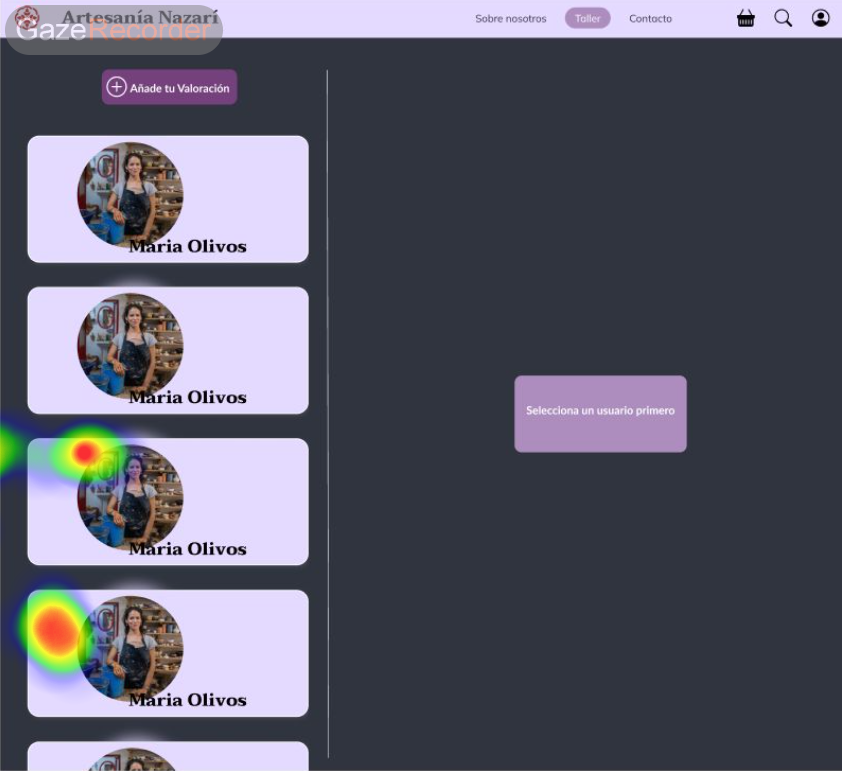 Artesanía Nazarí
GazeRecorder
Sobre nosotros
Taller
Contacto
Añade tu Valoración
Maria Olivos
Maria Olivos
Maria Olivos
Maria Olivos
Selecciona un usuario primero